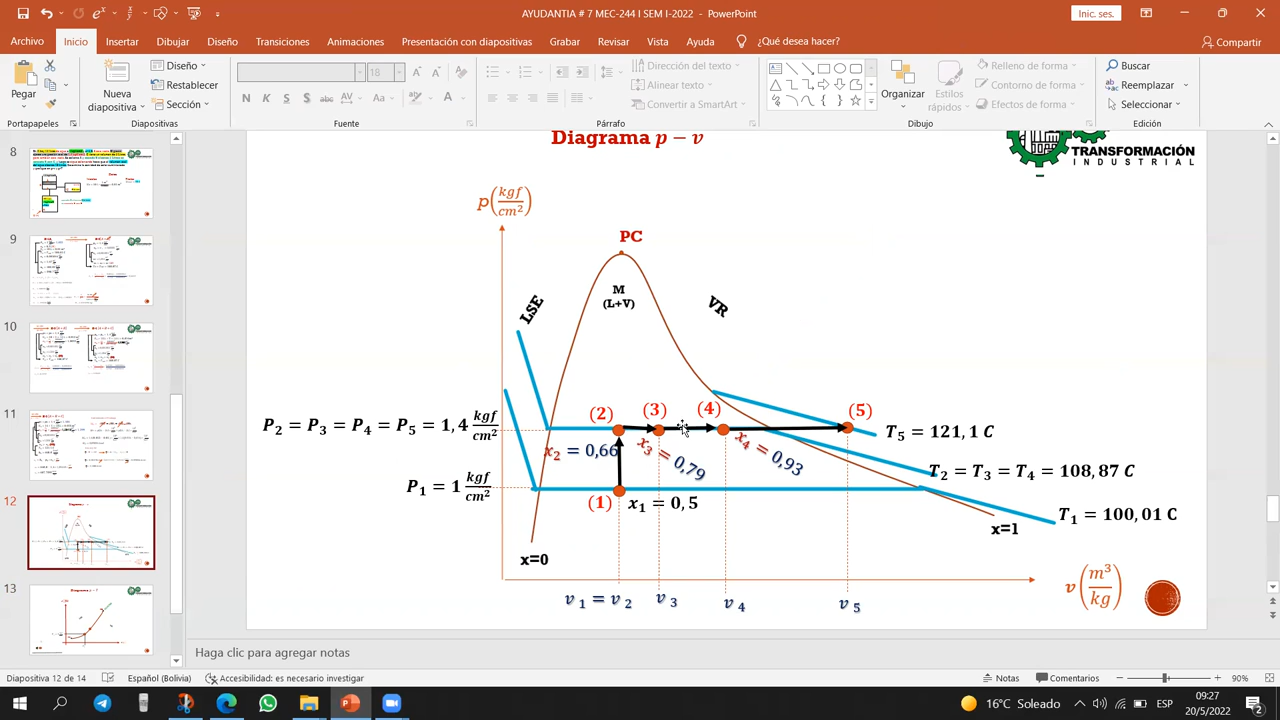 AYUDANTIA # 7 MEC-244 I SEM I-2022 - PowerPoint
Inic. ses.
Archivo Inicio Insertar Dibujar Diseño Transiciones Animaciones Presentación con diapositivas Grabar Revisar Vista Ayuda ¿Qué desea hacer? Compartir
Pegar
Nueva diapositiva
Diseño
Restablecer
Sección
18
N K S S abc AV Aa A
Dirección del texto
Alinear texto
Convertir a SmartArt
Organizar
Estilos rápidos
Relleno de forma
Contorno de forma
Efectos de forma
Buscar
Reemplazar
Seleccionar
Portapapeles Diapositivas Fuente Párrafo Dibujo Edición
8
9
10
11
12
13
Diagrama p − v
TRANSFORMACIÓN
INDUSTRIAL
p(kgf/cm²)
PC
M
(L+V)
LSE
VR
(2) (3) (4) (5)
P₂ = P₃ = P₄ = P₅ = 1,4 kgf/cm²
T₅ = 121,1 C
x₂ = 0,66
x₃ = 0,79
x₄ = 0,93
T₂ = T₃ = T₄ = 108,87 C
P₁ = 1 kgf/cm²
(1) x₁ = 0,5
T₁ = 100,01 C
x=1
x=0
v₁ = v₂ v₃ v₄ v₅
v(m³/kg)
Haga clic para agregar notas
Diapositiva 12 de 14 Español (Bolivia) Accesibilidad: es necesario investigar Notas Comentarios 90%
16°C Soleado ESP 09:27
20/5/2022
2